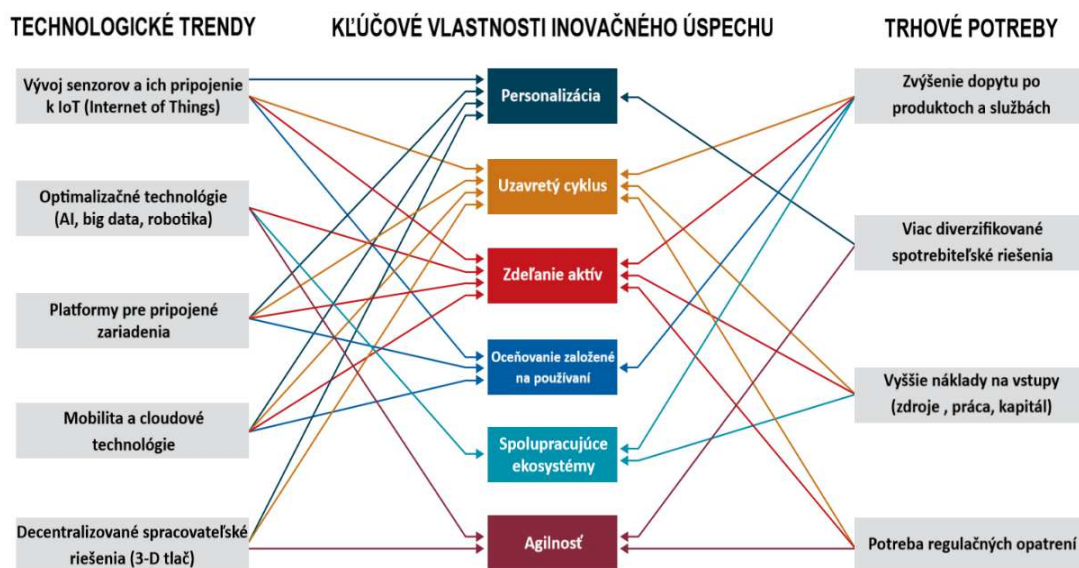 TECHNOLOGICKÉ TRENDY
Vývoj senzorov a ich pripojenie
k IoT (Internet of Things)
Optimalizačné technológie
(AI, big data, robotika)
Platformy pre pripojené
zariadenia
Mobilita a cloudové
technológie
Decentralizované spracovateľské
riešenia (3-D tlač)
KĽÚČOVÉ VLASTNOSTI INOVAČNÉHO ÚSPECHU
Personalizácia
Uzavretý cyklus
Zdeľanie aktív
Oceňovanie založené
na používaní
Spolupracujúce
ekosystémy
Agilnosť
TRHOVÉ POTREBY
Zvýšenie dopytu po
produktoch a službách
Viac diverzifikované
spotrebiteľské riešenia
Vyššie náklady na vstupy
(zdroje , práca, kapitál)
Potreba regulačných opatrení